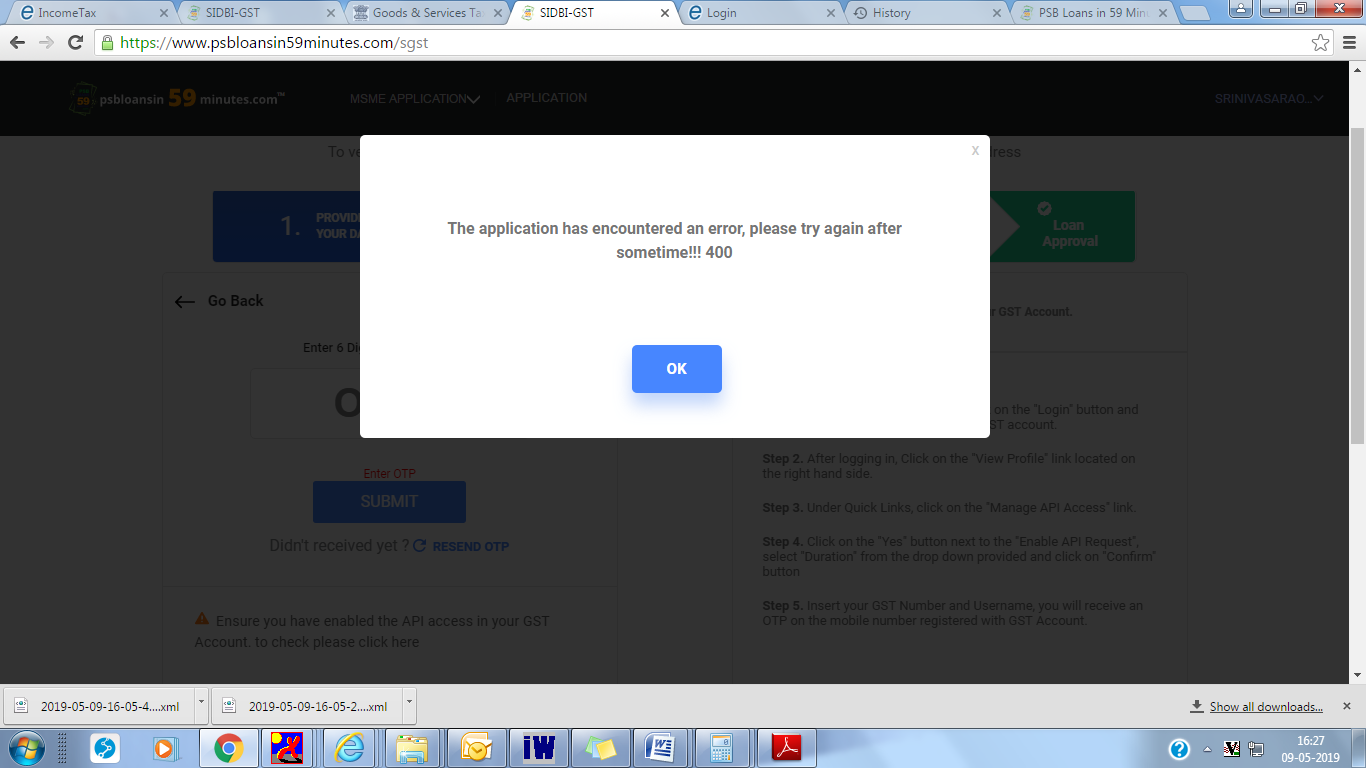 IncomeTax
SIDBI-GST
Goods & Services Ta
SIDBI-GST
Login
History
PSB Loans in 59 Minu
https://www.psbloansin59minutes.com/sgst
59
psbloansin 59 minutes.com™
MSME APPLICATION
APPLICATION
SRINIVASARAO...
To ve
dress
x
The application has encountered an error, please try again after
sometime!!! 400
OK
1.
PROVIDE
YOUR DA
Loan
Approval
Go Back
GST Account.
Enter 6 Di
O
on the "Login" button and
ST account.
Enter OTP
SUBMIT
Didn't received yet ?
RESEND OTP
Step 2. After logging in, Click on the "View Profile" link located on
the right hand side.
Step 3. Under Quick Links, click on the "Manage API Access" link.
Step 4. Click on the "Yes" button next to the "Enable API Request",
select "Duration" from the drop down provided and click on "Confirm"
button
Step 5. Insert your GST Number and Username, you will receive an
OTP on the mobile number registered with GST Account.
Ensure you have enabled the API access in your GST
Account. to check please click here
2019-05-09-16-05-4....xml
2019-05-09-16-05-2....xml
Show all downloads...
iW
16:27
09-05-2019